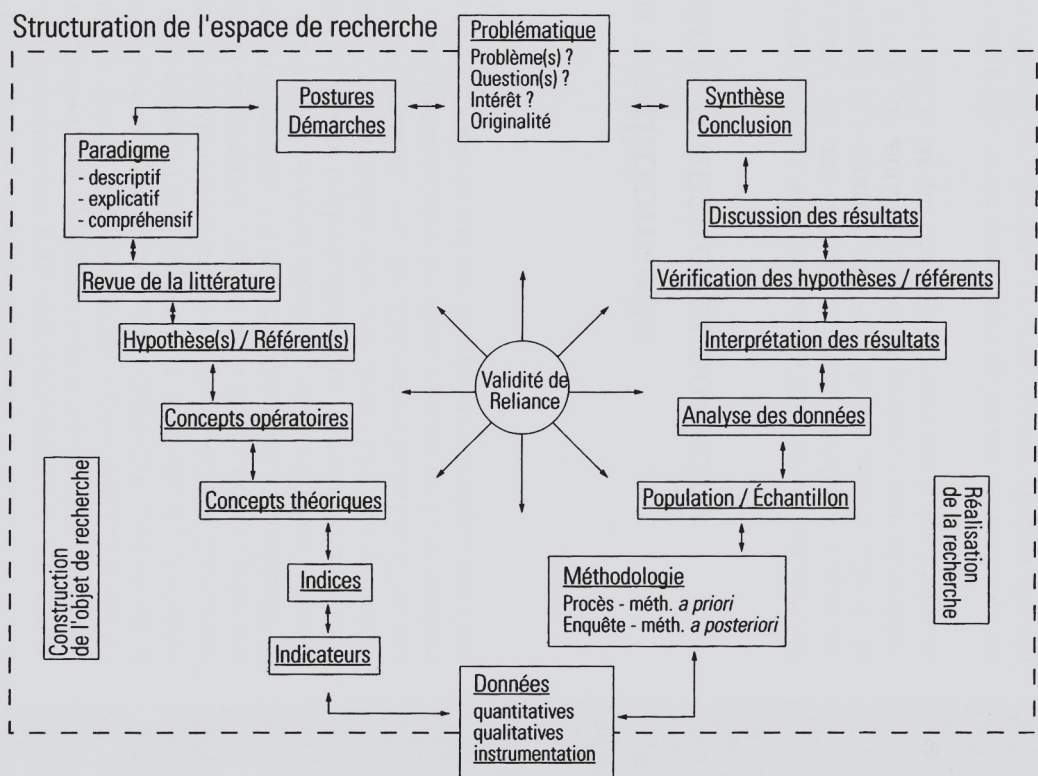 Structuration de l'espace de recherche
Problématique
Problème(s) ?
Question(s) ?
Intérêt ?
Originalité
Postures
Démarches
Paradigme
- descriptif
- explicatif
- compréhensif
Revue de la littérature
Hypothèse(s) / Référent(s)
Concepts opératoires
Concepts théoriques
Indices
Indicateurs
Construction
de l'objet de recherche
Validité de
Reliance
Données
quantitatives
qualitatives
instrumentation
Synthèse
Conclusion
Discussion des résultats
Vérification des hypothèses / référents
Interprétation des résultats
Analyse des données
Population / Échantillon
Méthodologie
Procès - méth. a priori
Enquête - méth. a posteriori
Réalisation
de la recherche